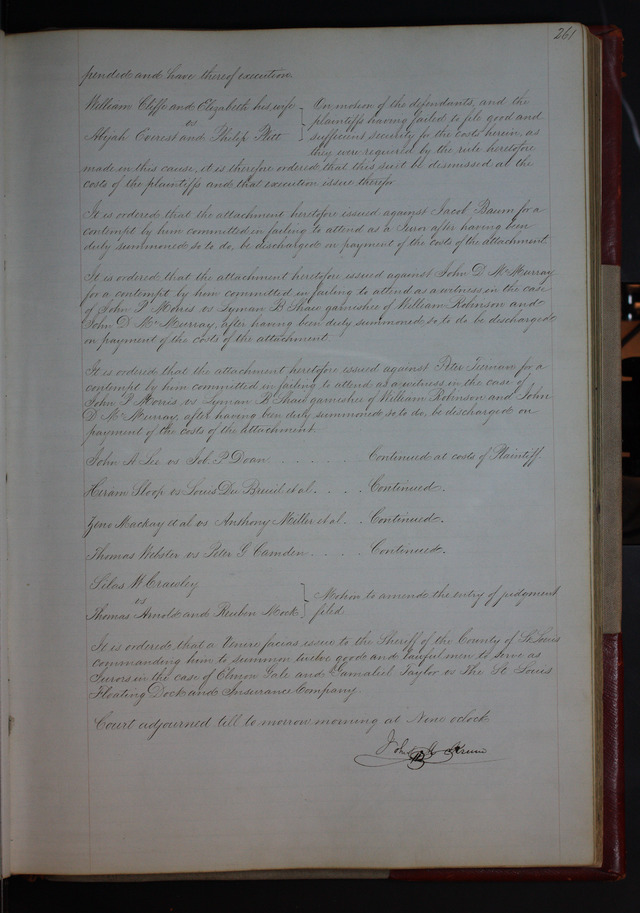 261
pended and have thereof execution
William Cliffe and Elizabeth his wife
vs
Abijah Everest and Philip Plitt
On motion of the defendants, and the
plaintiffs having failed to file good and
sufficient security for the costs herein, as
they were required by the rule heretofore
made in this cause, it is therefore ordered that this suit be dismissed at the
costs of the plaintiffs and that execution issue therefor
It is ordered that the attachment heretofore issued against Jacob Baum for a
contempt by him committed in failing to attend as a Juror after having been
duly summoned so to do, be discharged on payment of the costs of the attachment.
It is ordered that the attachment heretofore issued against John D McMurray
for a contempt by him committed in failing to attend as a witness in the case
of John P Morris vs Lyman B Shaw garnishee of William Robinson and
John D McMurray, after having been duly summoned so to do be discharged
on payment of the costs of the attachment.
It is ordered that the attachment heretofore issued against Peter Tiernan for a
contempt by him committed in failing to attend as a witness in the case of
John P Morris vs Lyman B Shaw garnishee of William Robinson and John
D McMurray, after having been duly summoned so to do, be discharged on
payment of the costs of the attachment.
John A Lee vs Job. P Doan . . . . . Continued at costs of Plaintiff
Hiram Shoop vs Louis Du Breuil et al. . . . Continued.
Zeno Mackay et al vs Anthony Miller et al. . Continued.
Thomas Webster vs Peter G Camden . . . . Continued.
Silas W Crawley
vs
Thomas Arnold and Reuben Mock
Motion to amende the entry of judgment
filed
It is ordered that a Venire facias issue to the Sheriff of the County of St Louis
commanding him to summon twelve good and lawful men to serve as
Jurors in the case of Elmon Gale and Gamaliel Taylor vs The St Louis
Floating Dock and Insurance Company.
Court adjourned till to morrow morning at Nine oclock
John M Krum